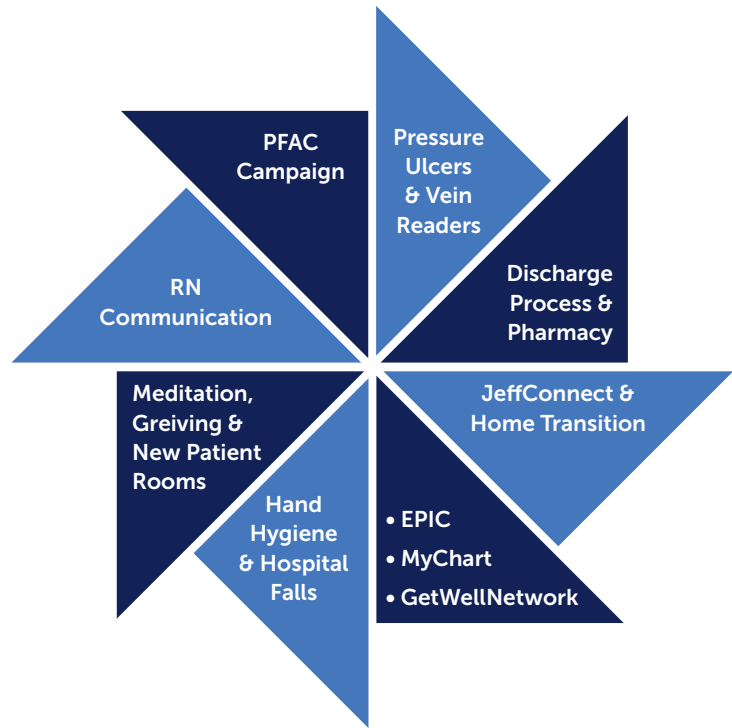 PFAC
Campaign
Pressure
Ulcers
& Vein
Readers
Discharge
Process &
Pharmacy
JeffConnect &
Home Transition
• EPIC
• MyChart
• GetWellNetwork
Hand
Hygiene
& Hospital
Falls
Meditation,
Greiving &
New Patient
Rooms
RN
Communication